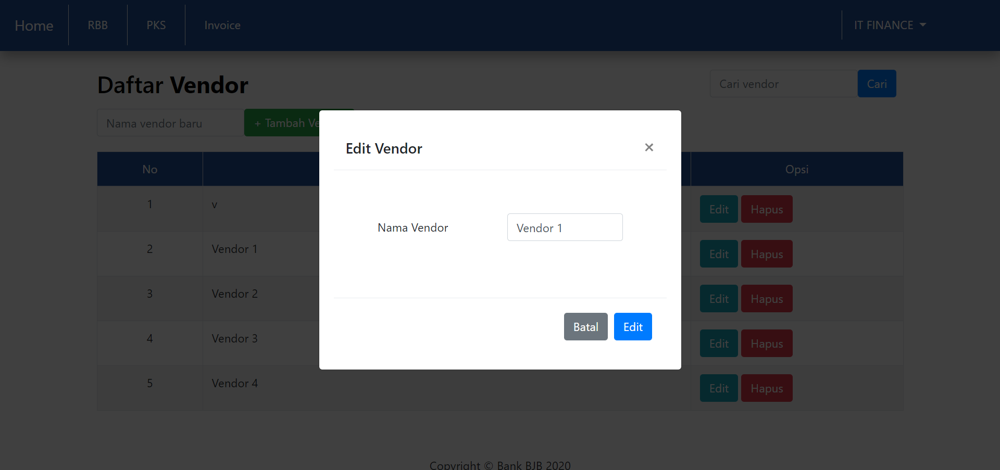 Home RBB PKS Invoice IT FINANCE
Daftar Vendor
Cari vendor Cari
Nama vendor baru + Tambah
Edit Vendor ×
No Opsi
1 v Edit Hapus
Nama Vendor Vendor 1
2 Vendor 1 Edit Hapus
3 Vendor 2 Edit Hapus
Batal Edit
4 Vendor 3 Edit Hapus
5 Vendor 4 Edit Hapus
Copyright © Bank BJB 2020